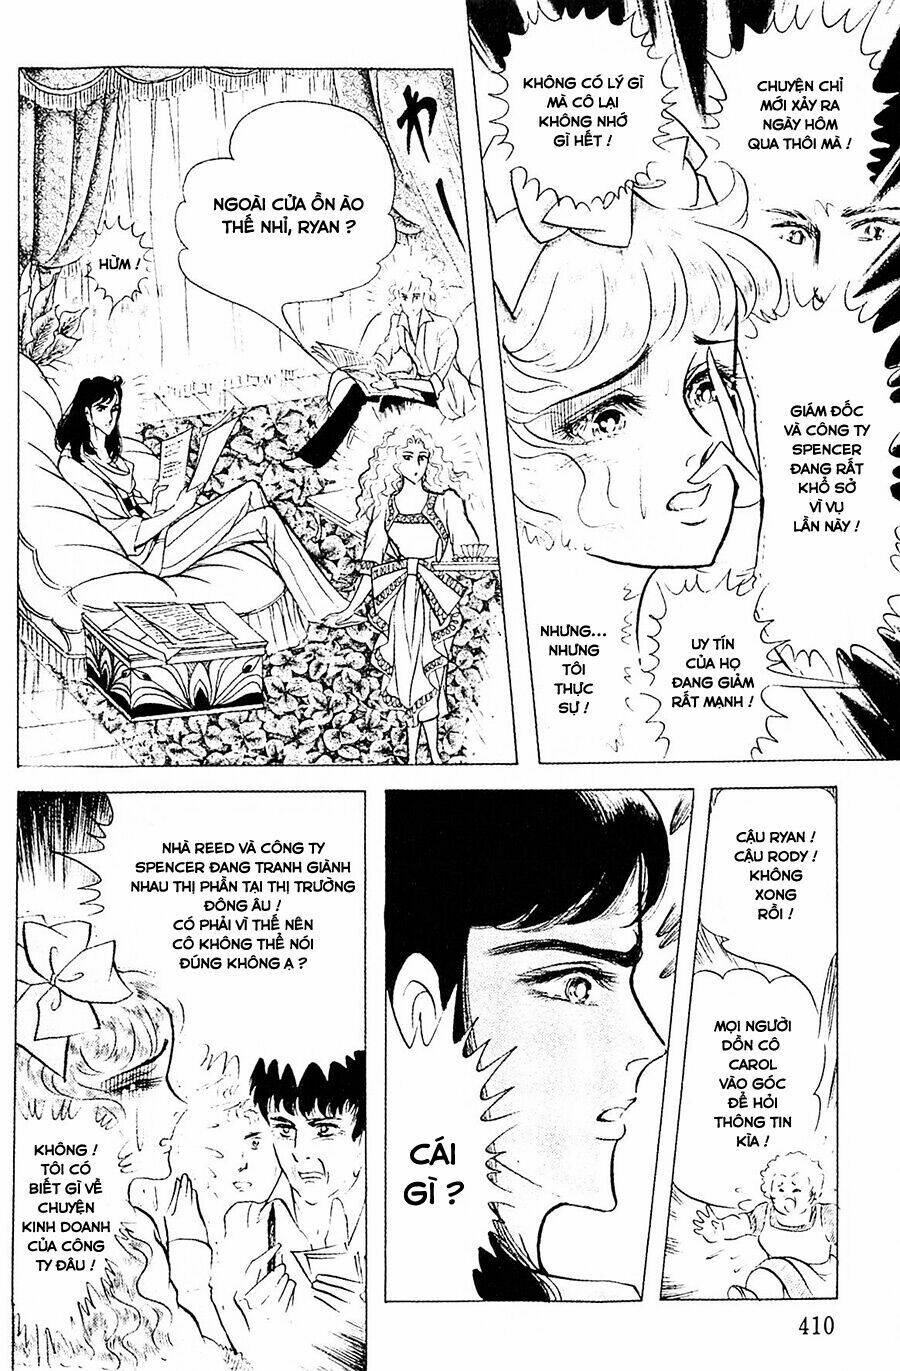 CHUYỆN CHỈ
MỚI XẢY RA
NGÀY HÔM
QUA THÔI MÀ !
KHÔNG CÓ LÝ GÌ
MÀ CÔ LẠI
KHÔNG NHỚ
GÌ HẾT !
GIÁM ĐỐC
VÀ CÔNG TY
SPENCER
ĐANG RẤT
KHỔ SỞ
VÌ VỤ
LẦN NÀY !
UY TÍN
CỦA HỌ
ĐANG GIẢM
RẤT MẠNH !
NHƯNG...
NHƯNG
TÔI
THỰC
SỰ !
わー
NGOÀI CỬA ỒN ÀO
THẾ NHỈ, RYAN ?
HỪM !
CẬU RYAN !
CẬU RODY !
KHÔNG
XONG
RỒI !
MỌI NGƯỜI
DỒN CÔ
CAROL
VÀO GÓC
ĐỂ HỎI
THÔNG TIN
KÌA !
CÁI
GÌ ?
NHÀ REED VÀ CÔNG TY
SPENCER ĐANG TRANH GIÀNH
NHAU THỊ PHẦN TẠI THỊ TRƯỜNG
ĐÔNG ÂU !
CÓ PHẢI VÌ THẾ NÊN
CÔ KHÔNG THỂ NÓI
ĐÚNG KHÔNG Ạ ?
KHÔNG !
TÔI CÓ
BIẾT GÌ VỀ
CHUYỆN
KINH DOANH
CỦA CÔNG
TY ĐÂU !
410